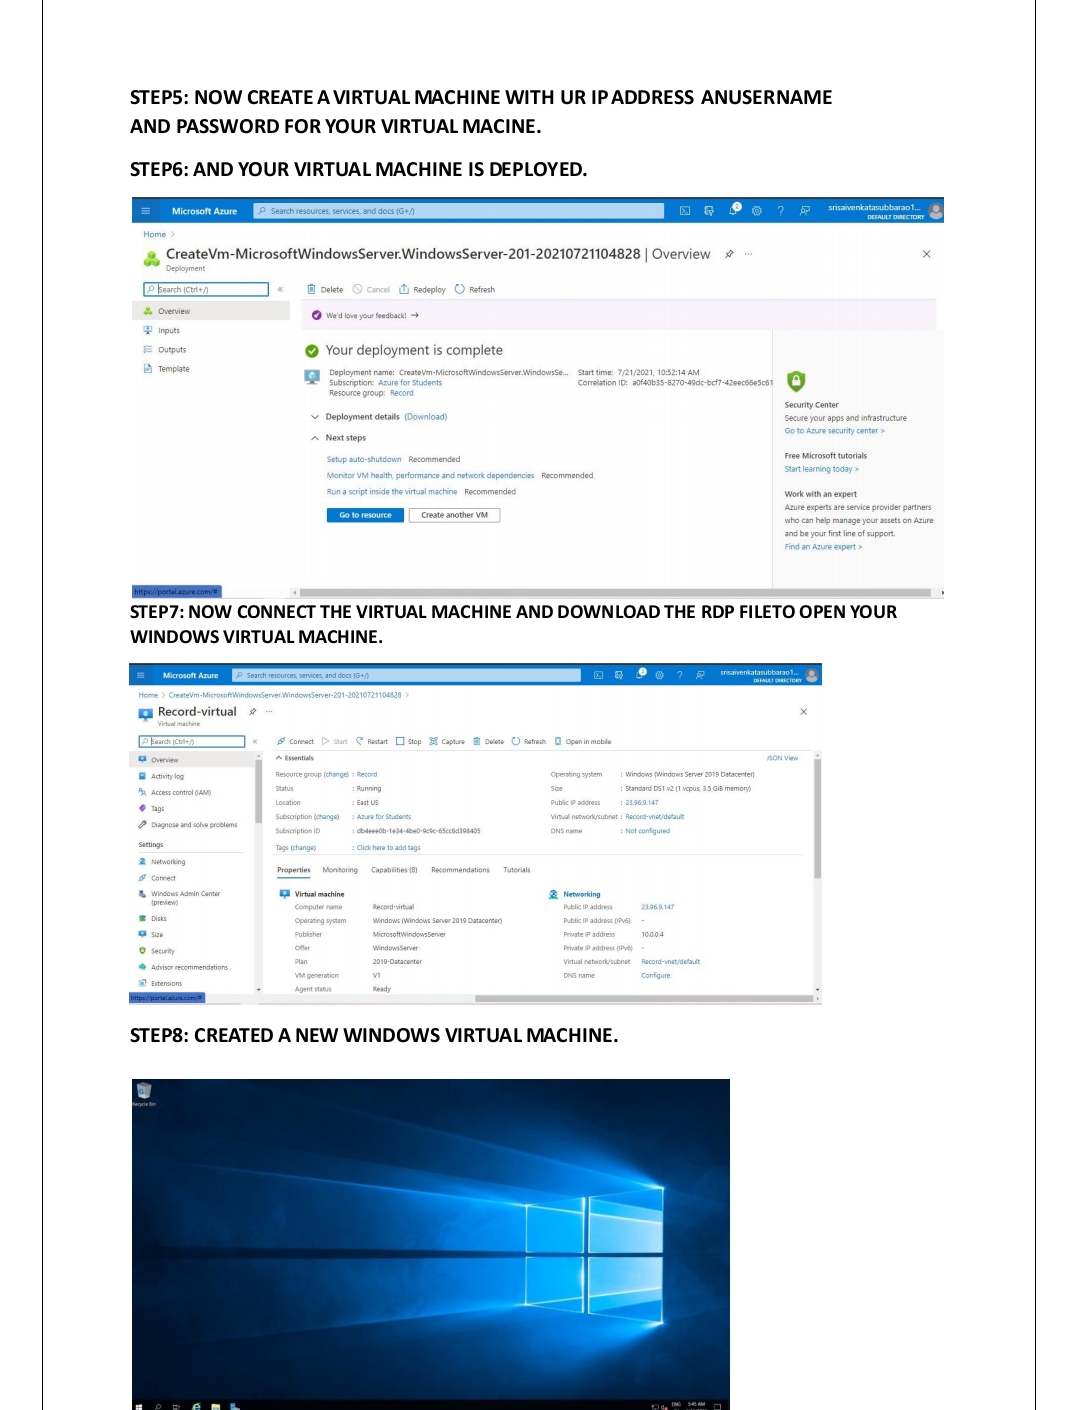 STEP5: NOW CREATE A VIRTUAL MACHINE WITH UR IP ADDRESS ANUSERNAME
AND PASSWORD FOR YOUR VIRTUAL MACINE.
STEP6: AND YOUR VIRTUAL MACHINE IS DEPLOYED.
Microsoft Azure
Search resources, services, and docs (G+/)
2
srisaivenkatasubbarao1...
DEFAULT DIRECTORY
Home >
CreateVm-MicrosoftWindowsServer.WindowsServer-201-20210721104828 | Overview
Deployment
Search (Ctrl+/)
«
Delete Cancel Redeploy Refresh
Overview
Inputs
Outputs
Template
We'd love your feedback! →
Your deployment is complete
Deployment name: CreateVm-MicrosoftWindowsServer.WindowsSe... Start time: 7/21/2021, 10:52:14 AM
Subscription: Azure for Students Correlation ID: a0f40b35-8270-49dc-bcf7-42eec66e5c61
Resource group: Record
Deployment details (Download)
Next steps
Setup auto-shutdown Recommended
Monitor VM health, performance and network dependencies Recommended
Run a script inside the virtual machine Recommended
Go to resource Create another VM
Security Center
Secure your apps and infrastructure
Go to Azure security center >
Free Microsoft tutorials
Start learning today >
Work with an expert
Azure experts are service provider partners
who can help manage your assets on Azure
and be your first line of support.
Find an Azure expert >
https://portal.azure.com/#
STEP7: NOW CONNECT THE VIRTUAL MACHINE AND DOWNLOAD THE RDP FILETO OPEN YOUR
WINDOWS VIRTUAL MACHINE.
Microsoft Azure
Search resources, services, and docs (G+/)
srisaivenkatasubbarao1...
DEFAULT DIRECTORY
Home > CreateVm-MicrosoftWindowsServer.WindowsServer-201-20210721104828 >
Record-virtual
Virtual machine
Search (Ctrl+/)
«
Connect Start Restart Stop Capture Delete Refresh Open in mobile
Overview
Activity log
Access control (IAM)
Tags
Diagnose and solve problems
Settings
Networking
Connect
Windows Admin Center
(preview)
Disks
Size
Security
Advisor recommendations
Extensions
Essentials JSON View
Resource group (change) : Record Operating system : Windows (Windows Server 2019 Datacenter)
Status : Running Size : Standard DS1 v2 (1 vcpus, 3.5 GiB memory)
Location : East US Public IP address : 23.96.9.147
Subscription (change) : Azure for Students Virtual network/subnet : Record-vnet/default
Subscription ID : db4eee0b-1e34-4be0-9c9c-65cc8d398405 DNS name : Not configured
Tags (change) : Click here to add tags
Properties Monitoring Capabilities (8) Recommendations Tutorials
Virtual machine
Computer name Record-virtual
Operating system Windows (Windows Server 2019 Datacenter)
Publisher MicrosoftWindowsServer
Offer WindowsServer
Plan 2019-Datacenter
VM generation V1
Agent status Ready
Networking
Public IP address 23.96.9.147
Public IP address (IPv6) -
Private IP address 10.0.0.4
Private IP address (IPv6) -
Virtual network/subnet Record-vnet/default
DNS name Configure
https://portal.azure.com/#
STEP8: CREATED A NEW WINDOWS VIRTUAL MACHINE.
Recycle Bin
ENG 5:45 AM